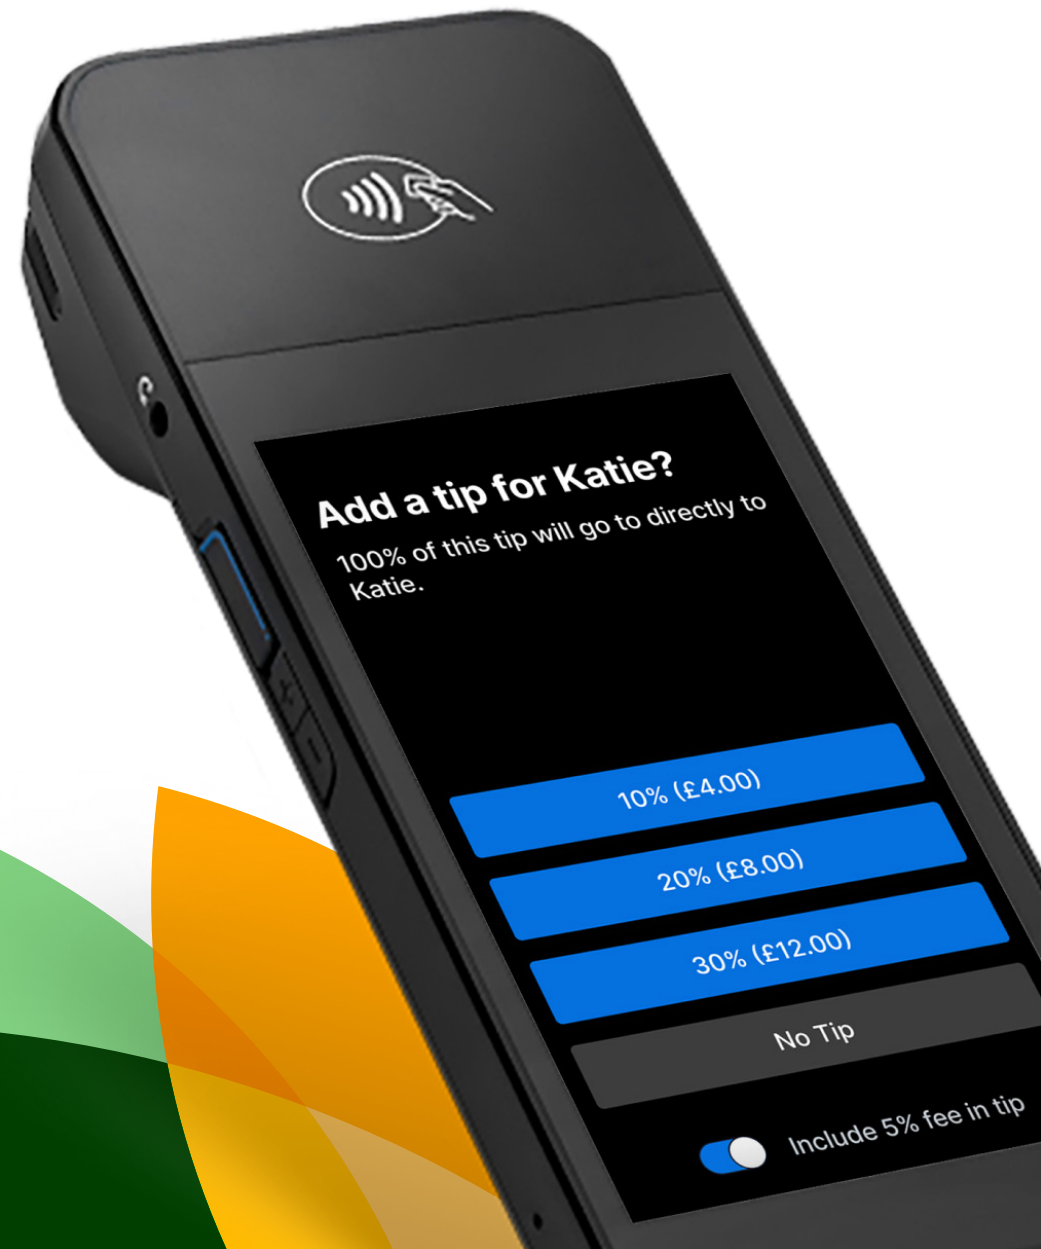 Add a tip for Katie?
100% of this tip will go to directly to
Katie.
10% (£4.00)
20% (£8.00)
30% (£12.00)
No Tip
Include 5% fee in tip